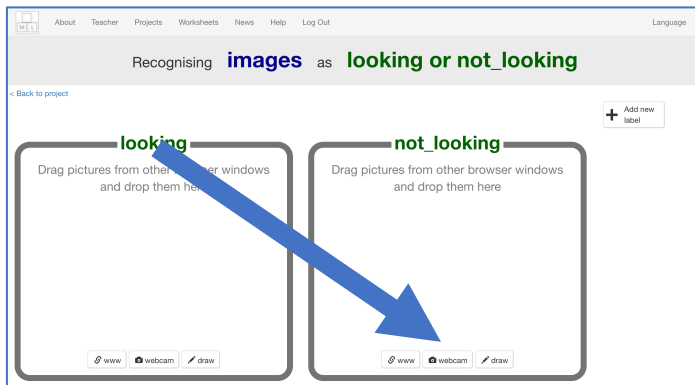 M L
About Teacher Projects Worksheets News Help Log Out Language
Recognising images as looking or not_looking
< Back to project
Add new
label
looking
Drag pictures from other browser windows
and drop them here
www webcam draw
not_looking
Drag pictures from other browser windows
and drop them here
www webcam draw